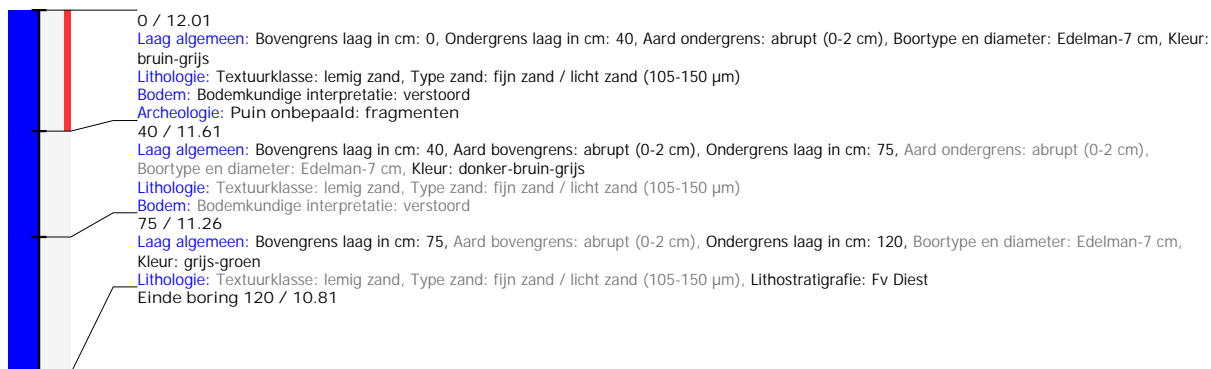 0 / 12.01
Laag algemeen: Bovengrens laag in cm: 0, Ondergrens laag in cm: 40, Aard ondergrens: abrupt (0-2 cm), Boortype en diameter: Edelman-7 cm, Kleur:
bruin-grijs
Lithologie: Textuurklasse: lemig zand, Type zand: fijn zand / licht zand (105-150 µm)
Bodem: Bodemkundige interpretatie: verstoord
Archeologie: Puin onbepaald: fragmenten
40 / 11.61
Laag algemeen: Bovengrens laag in cm: 40, Aard bovengrens: abrupt (0-2 cm), Ondergrens laag in cm: 75, Aard ondergrens: abrupt (0-2 cm),
Boortype en diameter: Edelman-7 cm, Kleur: donker-bruin-grijs
Lithologie: Textuurklasse: lemig zand, Type zand: fijn zand / licht zand (105-150 µm)
Bodem: Bodemkundige interpretatie: verstoord
75 / 11.26
Laag algemeen: Bovengrens laag in cm: 75, Aard bovengrens: abrupt (0-2 cm), Ondergrens laag in cm: 120, Boortype en diameter: Edelman-7 cm,
Kleur: grijs-groen
Lithologie: Textuurklasse: lemig zand, Type zand: fijn zand / licht zand (105-150 µm), Lithostratigrafie: Fv Diest
Einde boring 120 / 10.81